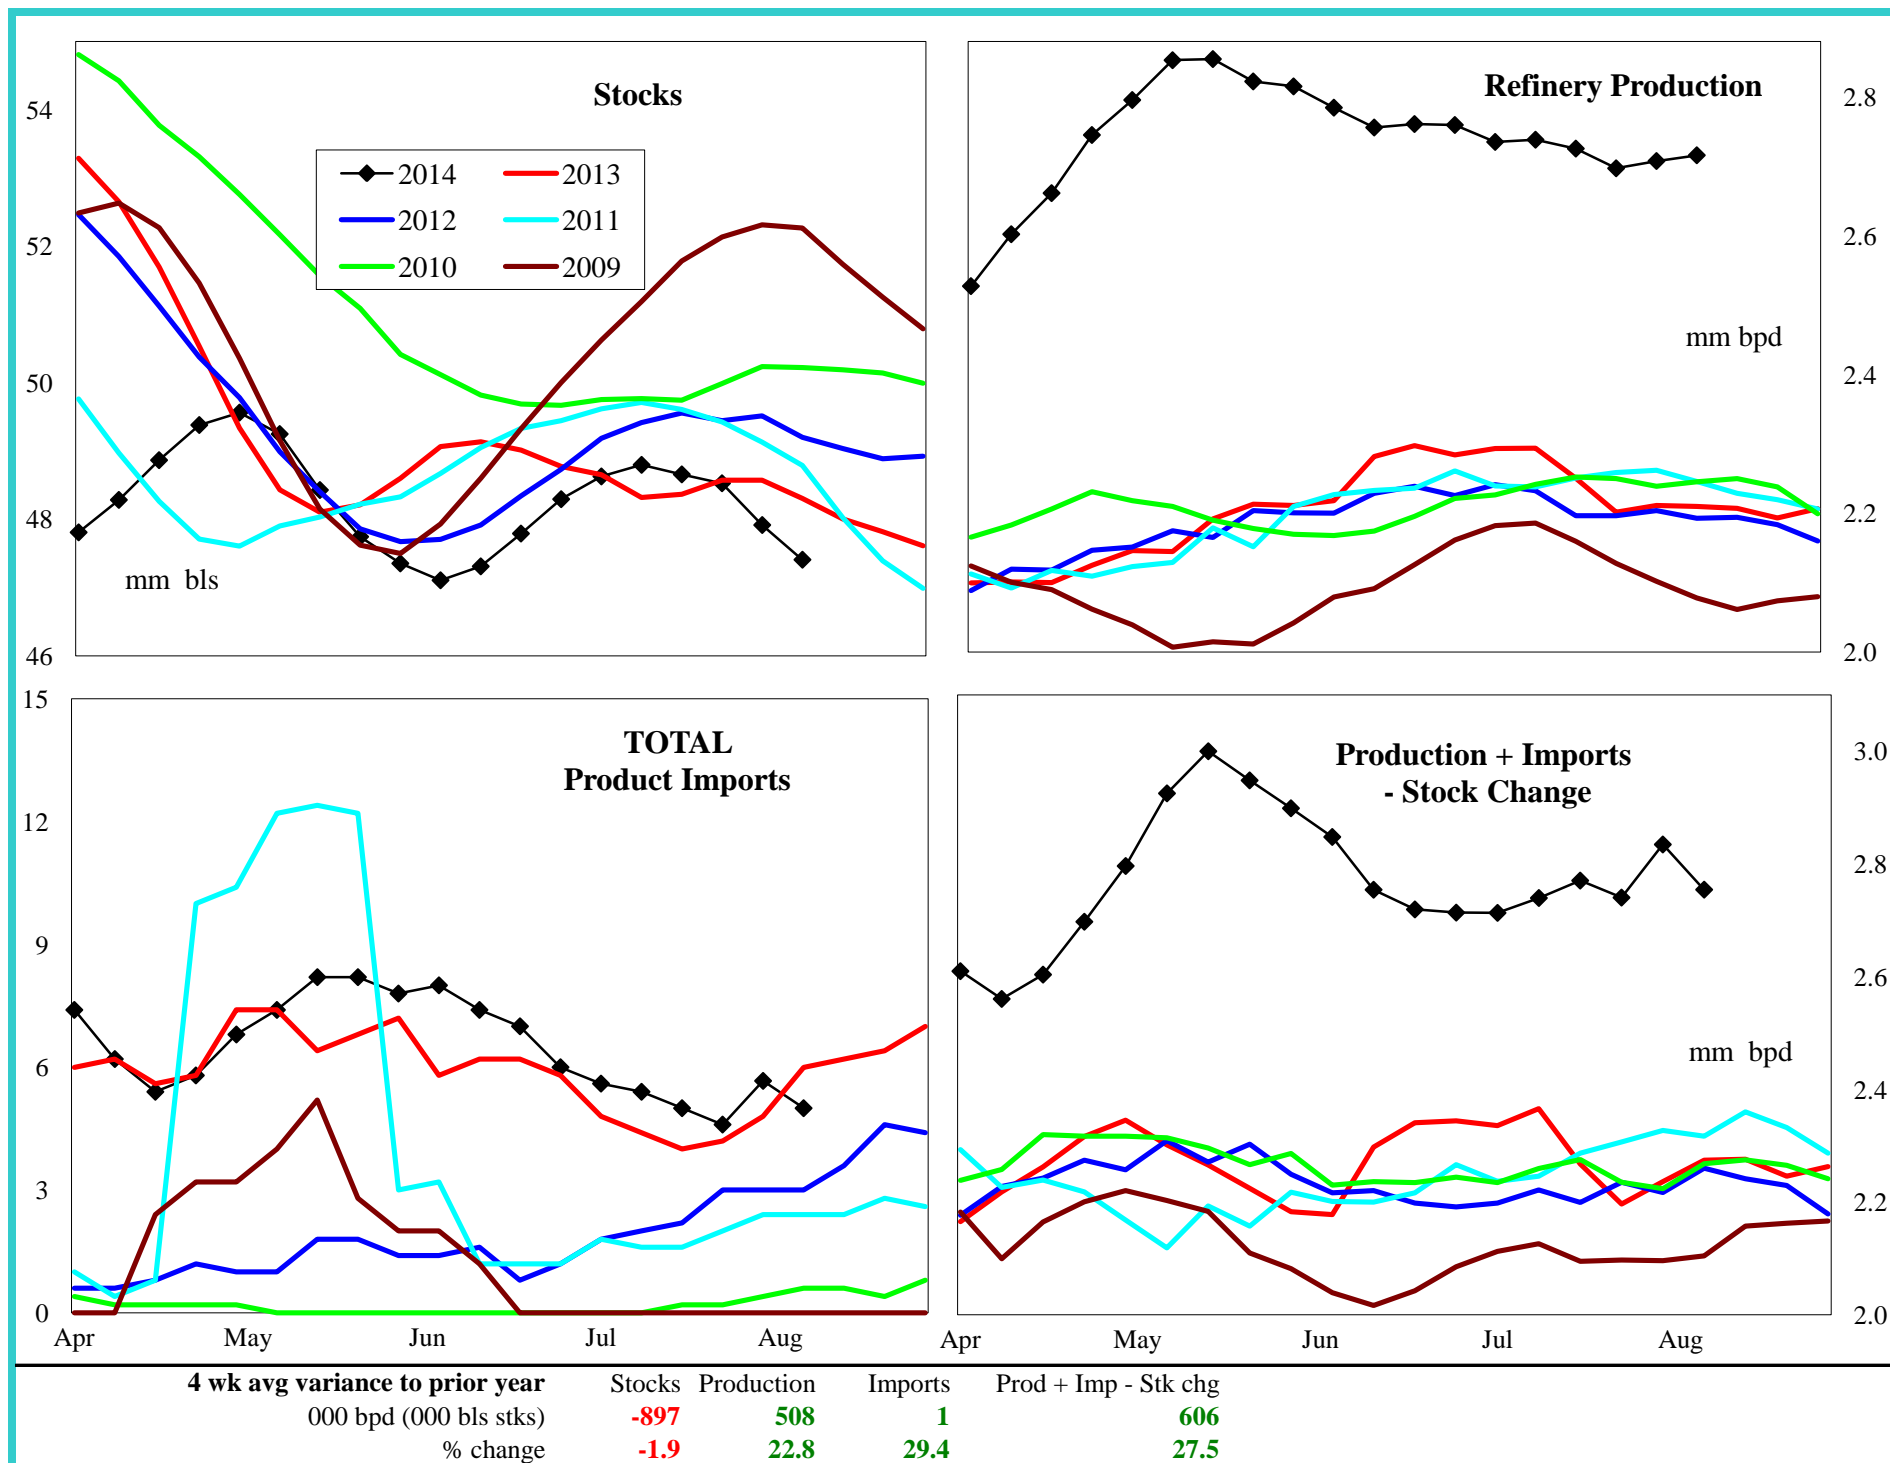 Stocks
54
52
50
48
46
2014 2013
2012 2011
2010 2009
mm bls
Refinery Production
2.8
2.6
mm bpd
2.4
2.2
2.0
15
12
9
6
3
0
TOTAL
Product Imports
Apr May Jun Jul Aug
Production + Imports
- Stock Change
3.0
2.8
2.6
mm bpd
2.4
2.2
2.0
Apr May Jun Jul Aug
4 wk avg variance to prior year Stocks Production Imports Prod + Imp - Stk chg
000 bpd (000 bls stks) -897 508 1 606
% change -1.9 22.8 29.4 27.5